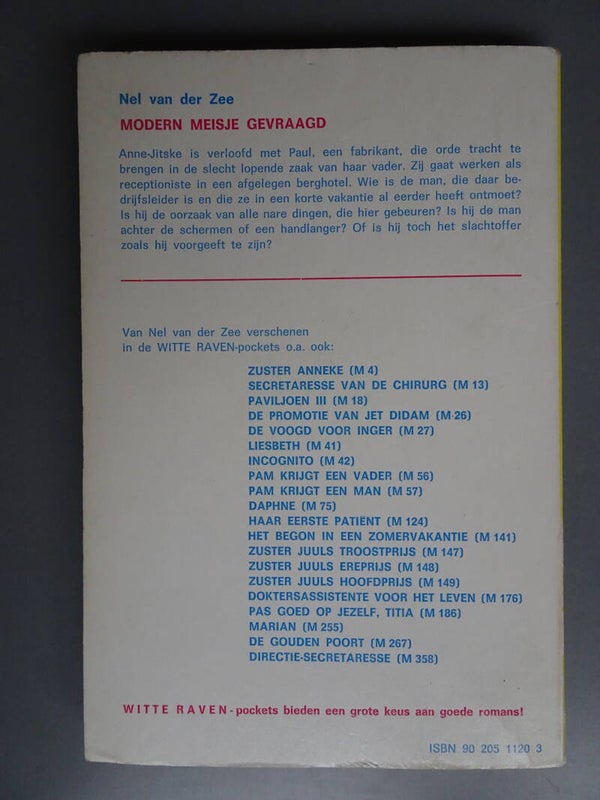 Nel van der Zee
MODERN MEISJE GEVRAAGD
Anne-Jitske is verloofd met Paul, een fabrikant, die orde tracht te
brengen in de slecht lopende zaak van haar vader. Zij gaat werken als
receptioniste in een afgelegen berghotel. Wie is de man, die daar be-
drijfsleider is en die ze in een korte vakantie al eerder heeft ontmoet?
Is hij de oorzaak van alle nare dingen, die hier gebeuren? Is hij de man
achter de schermen of een handlanger? Of is hij toch het slachtoffer
zoals hij voorgeeft te zijn?
Van Nel van der Zee verschenen
in de WITTE RAVEN-pockets o.a. ook:
ZUSTER ANNEKE (M 4)
SECRETARESSE VAN DE CHIRURG (M 13)
PAVILJOEN III (M 18)
DE PROMOTIE VAN JET DIDAM (M 26)
DE VOOGD VOOR INGER (M 27)
LIESBETH (M 41)
INCOGNITO (M 42)
PAM KRIJGT EEN VADER (M 56)
PAM KRIJGT EEN MAN (M 57)
DAPHNE (M 75)
HAAR EERSTE PATIËNT (M 124)
HET BEGON IN EEN ZOMERVAKANTIE (M 141)
ZUSTER JUULS TROOSTPRIJS (M 147)
ZUSTER JUULS EREPRIJS (M 148)
ZUSTER JUULS HOOFDPRIJS (M 149)
DOKTERSASSISTENTE VOOR HET LEVEN (M 176)
PAS GOED OP JEZELF, TITIA (M 186)
MARIAN (M 255)
DE GOUDEN POORT (M 267)
DIRECTIE-SECRETARESSE (M 358)
WITTE RAVEN-pockets bieden een grote keus aan goede romans!
ISBN 90 205 1120 3